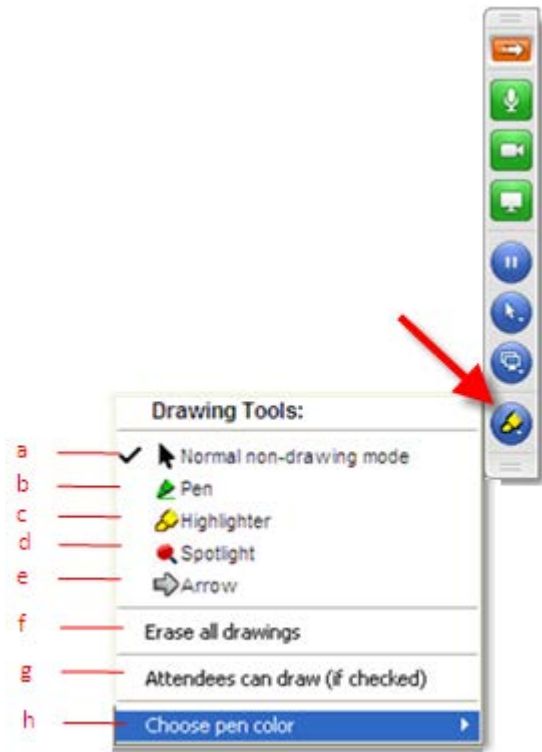 Drawing Tools:
a Normal non-drawing mode
b Pen
c Highlighter
d Spotlight
e Arrow
f Erase all drawings
g Attendees can draw (if checked)
h Choose pen color